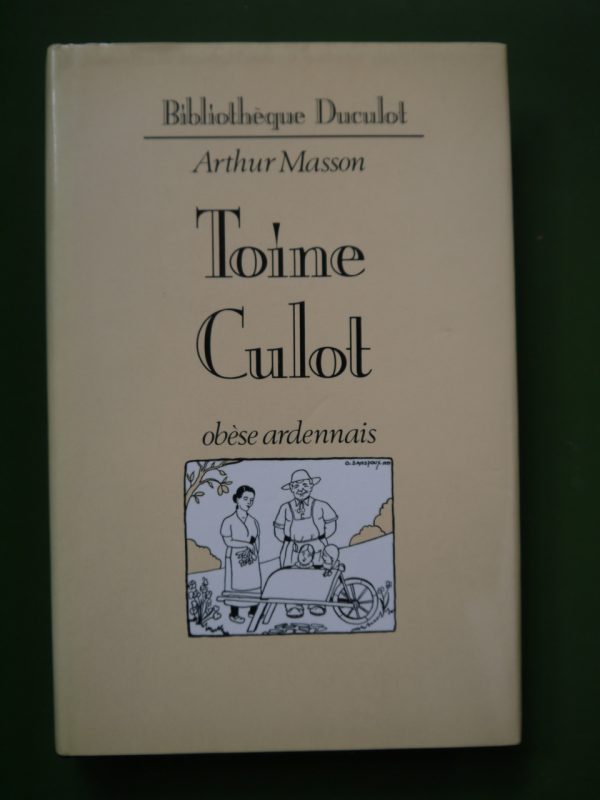 Bibliothèque Duculot
Arthur Masson
Toine
Culot
obèse ardennais